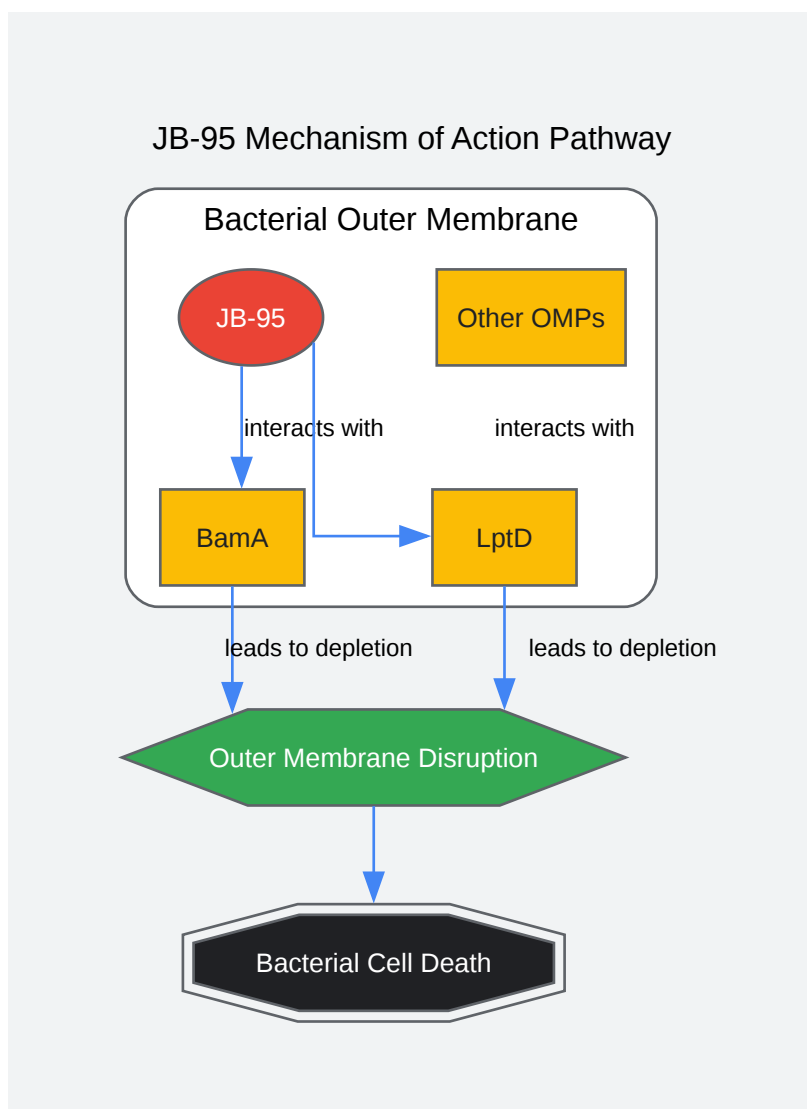 JB-95 Mechanism of Action Pathway
Bacterial Outer Membrane
JB-95
Other OMPs
interacts with
interacts with
BamA
LptD
leads to depletion
leads to depletion
Outer Membrane Disruption
Bacterial Cell Death